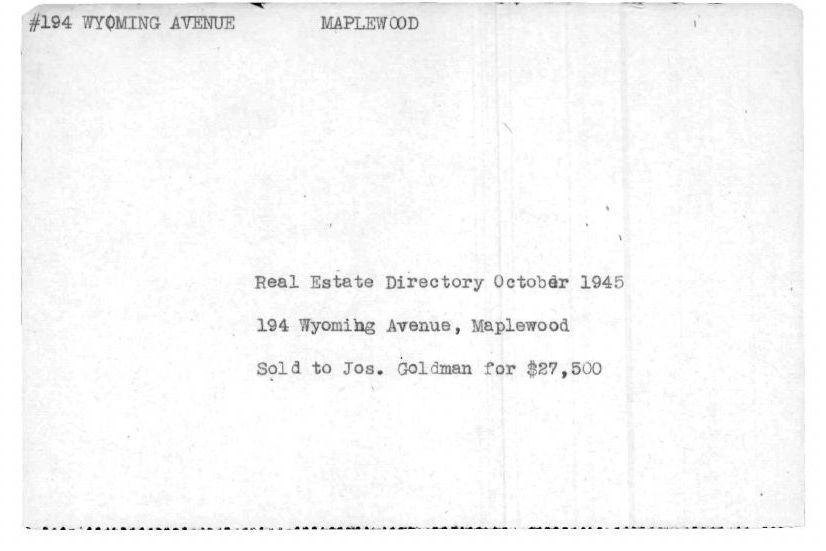 #194 WYOMING AVENUE MAPLEWOOD
Real Estate Directory October 1945
194 Wyoming Avenue, Maplewood
Sold to Jos. Goldman for $27,500